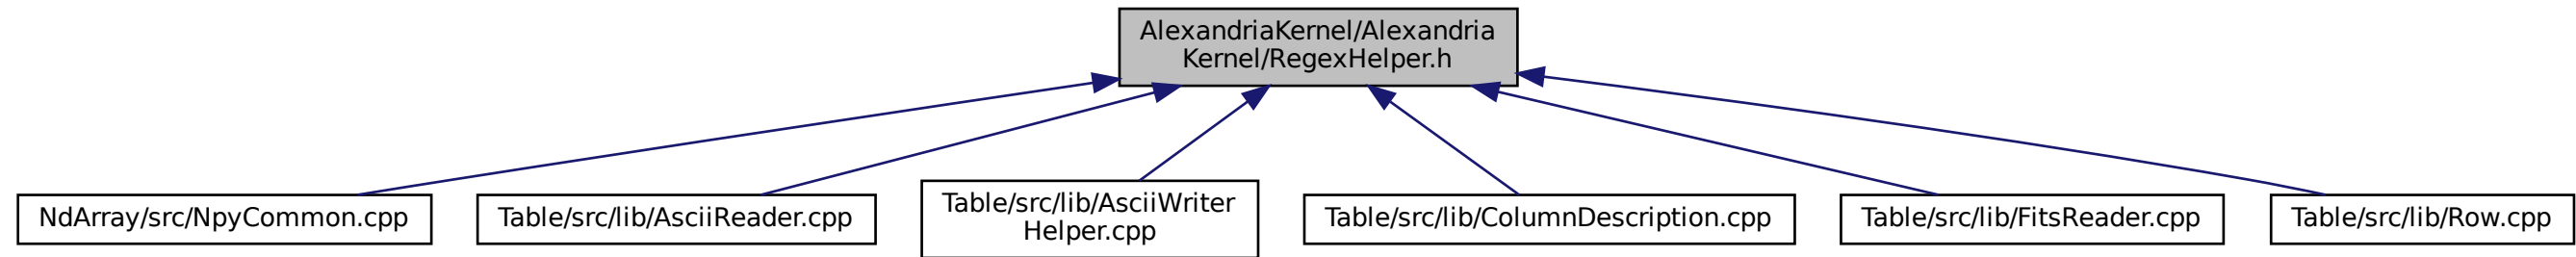 AlexandriaKernel/Alexandria
Kernel/RegexHelper.h
NdArray/src/NpyCommon.cpp
Table/src/lib/AsciiReader.cpp
Table/src/lib/AsciiWriter
Helper.cpp
Table/src/lib/ColumnDescription.cpp
Table/src/lib/FitsReader.cpp
Table/src/lib/Row.cpp